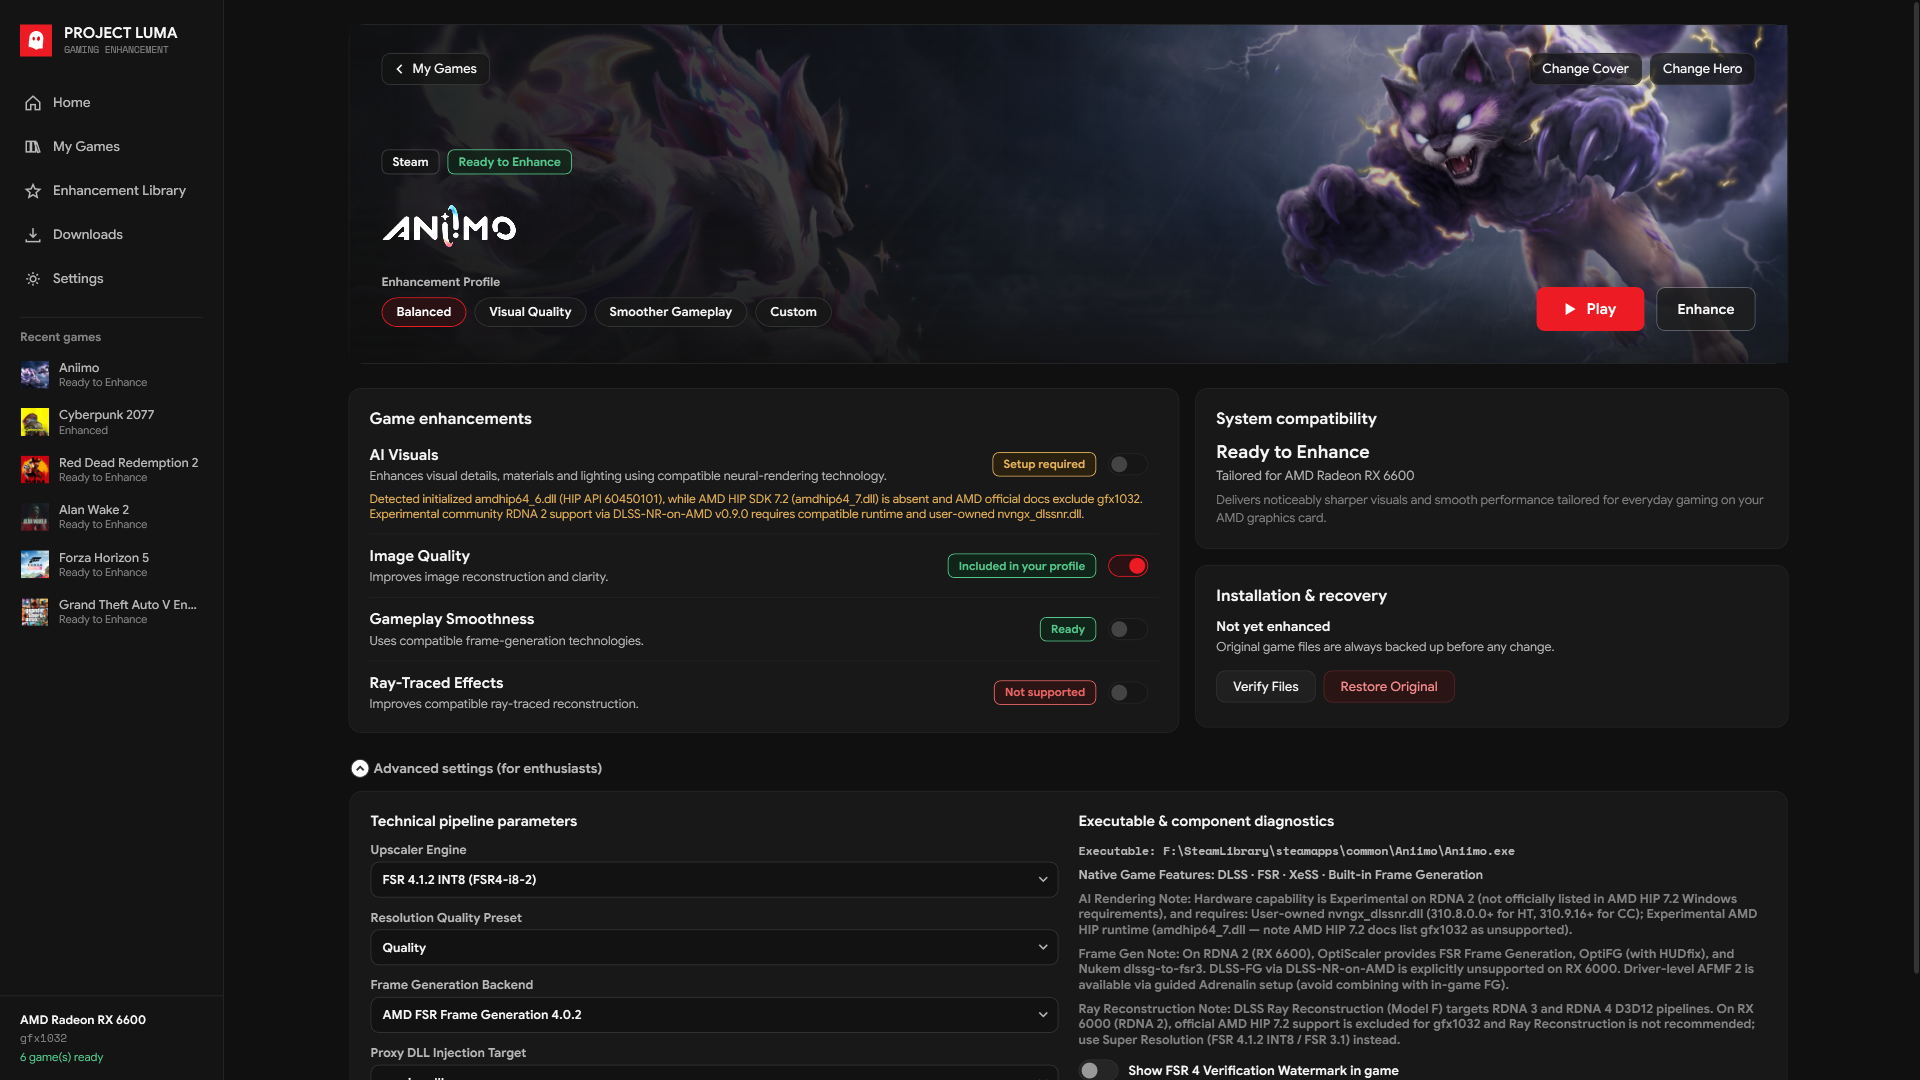 PROJECT LUMA
GAMING ENHANCEMENT
Home
My Games
Enhancement Library
Downloads
Settings
Recent games
Aniimo
Ready to Enhance
Cyberpunk 2077
Enhanced
Red Dead Redemption 2
Ready to Enhance
Alan Wake 2
Ready to Enhance
Forza Horizon 5
Ready to Enhance
Grand Theft Auto V En...
Ready to Enhance
AMD Radeon RX 6600
gfx1032
6 game(s) ready
My Games
Change Cover
Change Hero
Steam
Ready to Enhance
ANiiMO
Enhancement Profile
Balanced
Visual Quality
Smoother Gameplay
Custom
Play
Enhance
Game enhancements
AI Visuals
Enhances visual details, materials and lighting using compatible neural-rendering technology.
Setup required
Detected initialized amdhip64_6.dll (HIP API 60450101), while AMD HIP SDK 7.2 (amdhip64_7.dll) is absent and AMD official docs exclude gfx1032.
Experimental community RDNA 2 support via DLSS-NR-on-AMD v0.9.0 requires compatible runtime and user-owned nvngx_dlssnr.dll.
Image Quality
Improves image reconstruction and clarity.
Included in your profile
Gameplay Smoothness
Uses compatible frame-generation technologies.
Ready
Ray-Traced Effects
Improves compatible ray-traced reconstruction.
Not supported
System compatibility
Ready to Enhance
Tailored for AMD Radeon RX 6600
Delivers noticeably sharper visuals and smooth performance tailored for everyday gaming on your
AMD graphics card.
Installation & recovery
Not yet enhanced
Original game files are always backed up before any change.
Verify Files
Restore Original
Advanced settings (for enthusiasts)
Technical pipeline parameters
Upscaler Engine
FSR 4.1.2 INT8 (FSR4-i8-2)
Resolution Quality Preset
Quality
Frame Generation Backend
AMD FSR Frame Generation 4.0.2
Proxy DLL Injection Target
Executable & component diagnostics
Executable: F:\SteamLibrary\steamapps\common\Aniimo\Aniimo.exe
Native Game Features: DLSS · FSR · XeSS · Built-in Frame Generation
AI Rendering Note: Hardware capability is Experimental on RDNA 2 (not officially listed in AMD HIP 7.2 Windows
requirements), and requires: User-owned nvngx_dlssnr.dll (310.8.0.0+ for HT, 310.9.16+ for CC); Experimental AMD
HIP runtime (amdhip64_7.dll — note AMD HIP 7.2 docs list gfx1032 as unsupported).
Frame Gen Note: On RDNA 2 (RX 6600), OptiScaler provides FSR Frame Generation, OptiFG (with HUDfix), and
Nukem dlssg-to-fsr3. DLSS-FG via DLSS-NR-on-AMD is explicitly unsupported on RX 6600. Driver-level AFMF 2 is
available via guided Adrenalin setup (avoid combining with in-game FG).
Ray Reconstruction Note: DLSS Ray Reconstruction (Model F) targets RDNA 3 and RDNA 4 D3D12 pipelines. On RX
6000 (RDNA 2), official AMD HIP 7.2 support is excluded for gfx1032 and Ray Reconstruction is not recommended;
use Super Resolution (FSR 4.1.2 INT8 / FSR 3.1) instead.
Show FSR 4 Verification Watermark in game